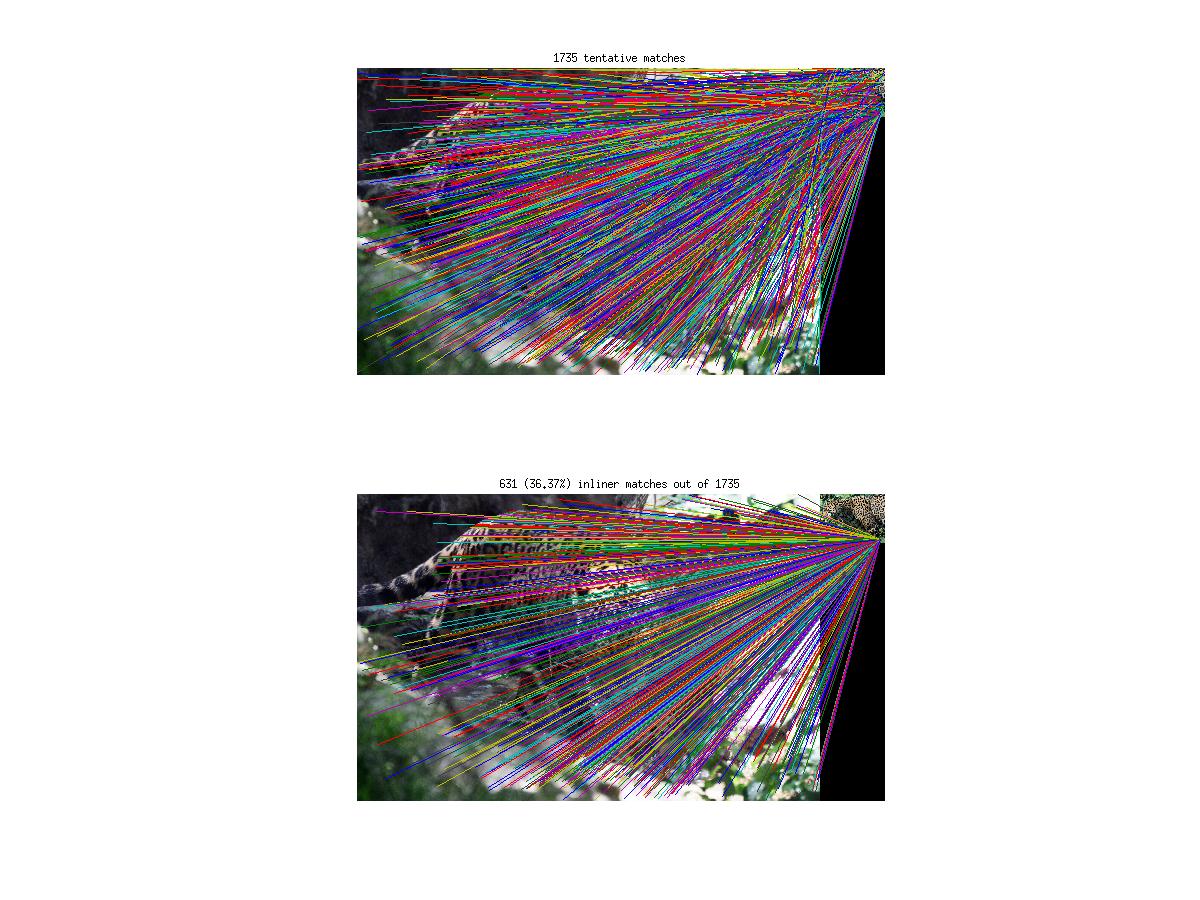 1735 tentative matches
631 (36.37%) inliner matches out of 1735